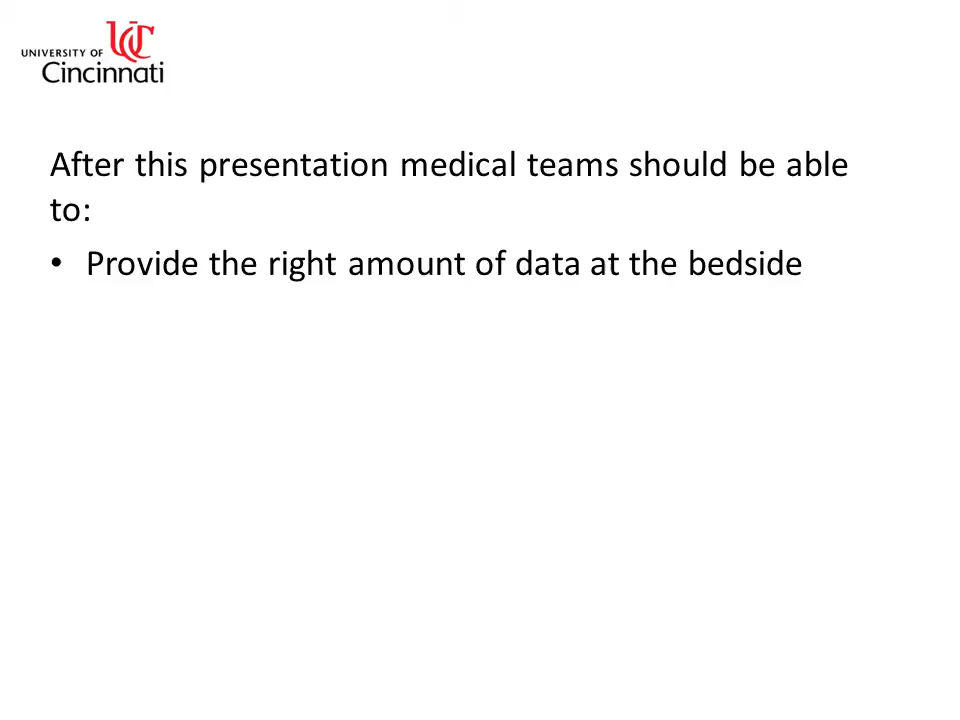 UC
UNIVERSITY OF
Cincinnati
After this presentation medical teams should be able
to:
• Provide the right amount of data at the bedside